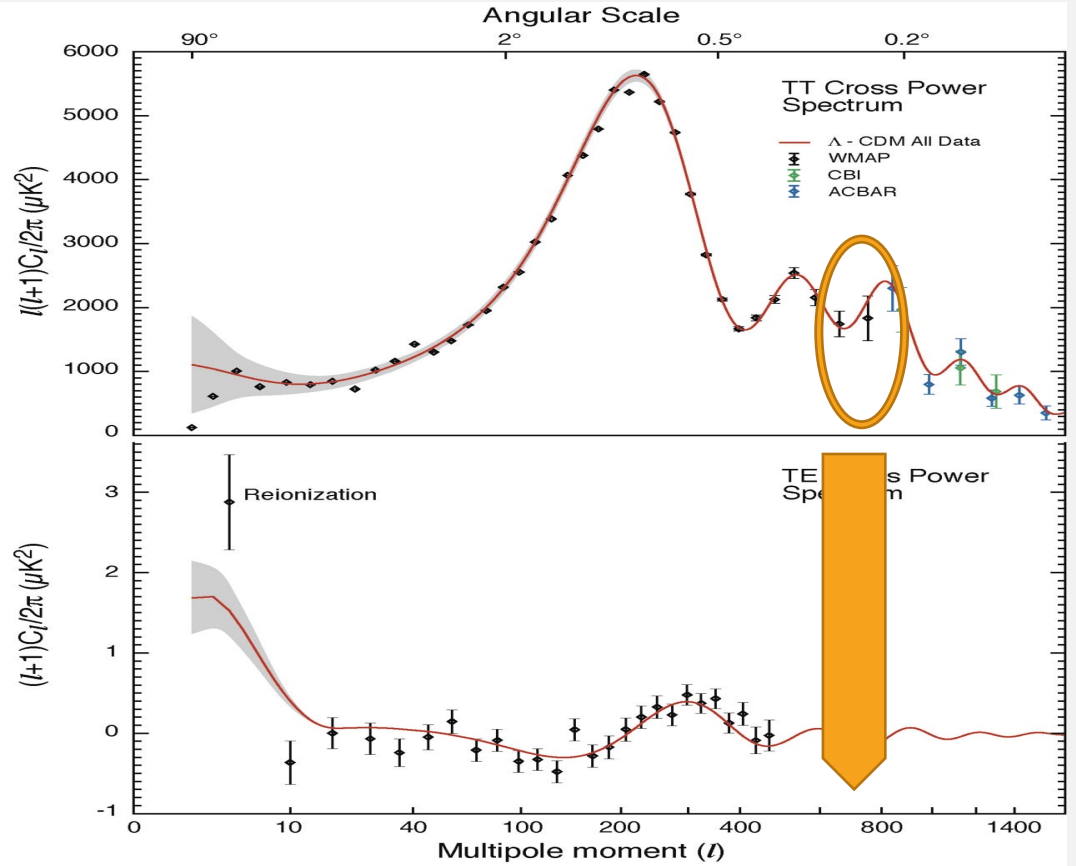 Angular Scale
90° 2° 0.5° 0.2°
6000
5000
4000
3000
2000
1000
0
l(l+1)Cl/2π (μK2)
TT Cross Power
Spectrum
Λ - CDM All Data
WMAP
CBI
ACBAR
3
2
1
0
-1
(l+1)Cl/2π (μK2)
Reionization
TE s Power
Spe m
0 10 40 100 200 400 800 1400
Multipole moment (l)